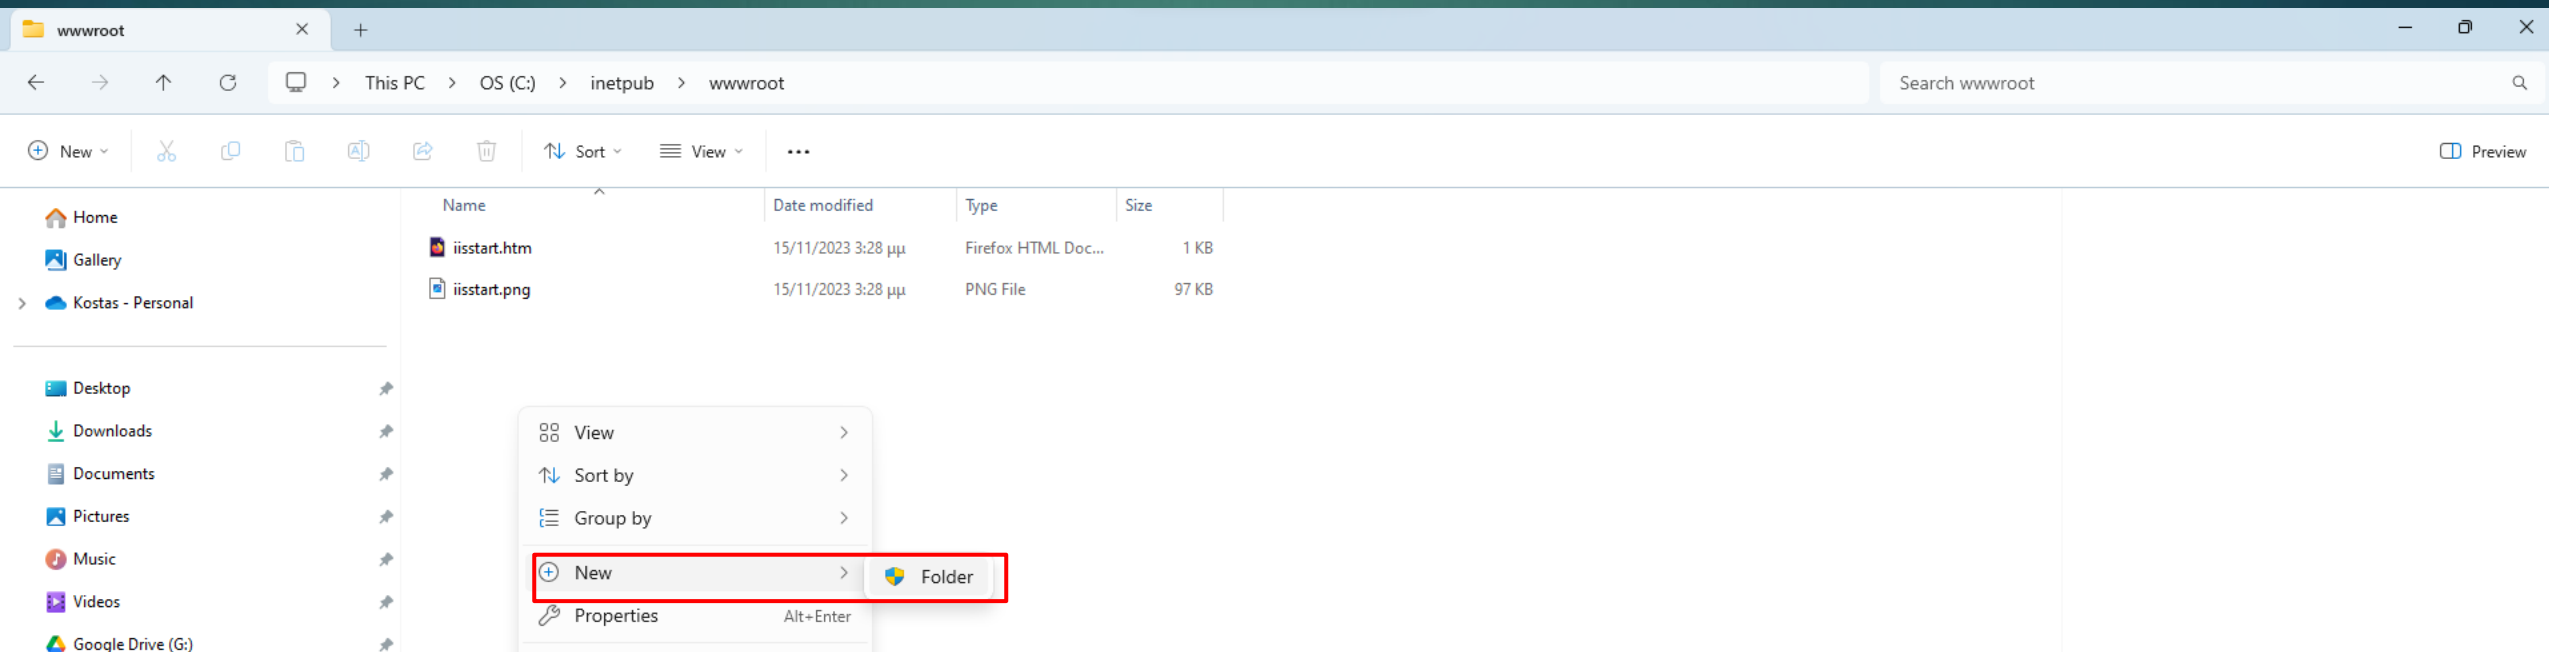 wwwroot
This PC > OS (C:) > inetpub > wwwroot
Search wwwroot
New
Sort
View
Preview
Name Date modified Type Size
Home
iisstart.htm 15/11/2023 3:28 μμ Firefox HTML Doc... 1 KB
Gallery
iisstart.png 15/11/2023 3:28 μμ PNG File 97 KB
Kostas - Personal
Desktop
Downloads
Documents
Pictures
Music
Videos
Google Drive (G:)
View
Sort by
Group by
New
Folder
Properties Alt+Enter